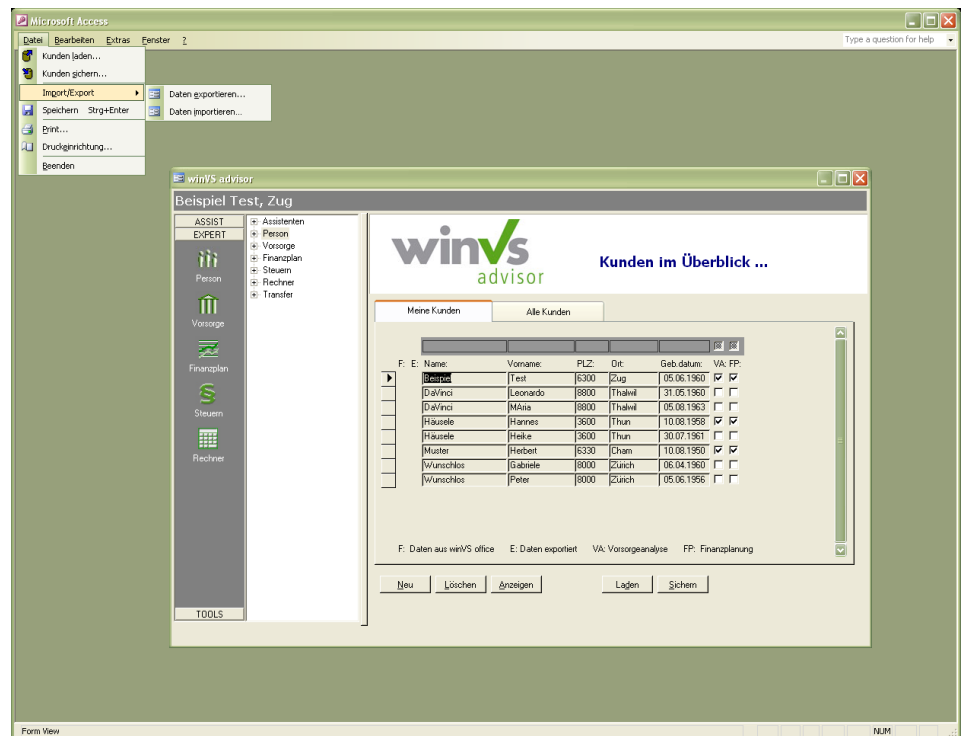 Microsoft Access
Datei Bearbeiten Extras Fenster ? Type a question for help
Kunden laden...
Kunden sichern...
Import/Export
Daten exportieren...
Speichern Strg+Enter
Daten importieren...
Print...
Druckeinrichtung...
Beenden
winVS advisor
Beispiel Test, Zug
ASSIST
EXPERT
Person
Vorsorge
Finanzplan
Steuern
Rechner
TOOLS
Assistenten
Person
Vorsorge
Finanzplan
Steuern
Rechner
Transfer
winVS
advisor
Kunden im Überblick ...
Meine Kunden Alle Kunden
F: E: Name: Vorname: PLZ: Ort: Geb.datum: VA: FP:
Beispiel Test 6300 Zug 05.06.1960
DaVinci Leonardo 8800 Thalwil 31.05.1960
DaVinci MAria 8800 Thalwil 05.08.1963
Häusele Hannes 3600 Thun 10.08.1958
Häusele Heike 3600 Thun 30.07.1961
Muster Herbert 6330 Cham 10.08.1950
Wunschlos Gabriele 8000 Zürich 06.04.1960
Wunschlos Peter 8000 Zürich 05.06.1956
F: Daten aus winVS office E: Daten exportiert VA: Vorsorgeanalyse FP: Finanzplanung
Neu Löschen Anzeigen Laden Sichern
Form View NUM